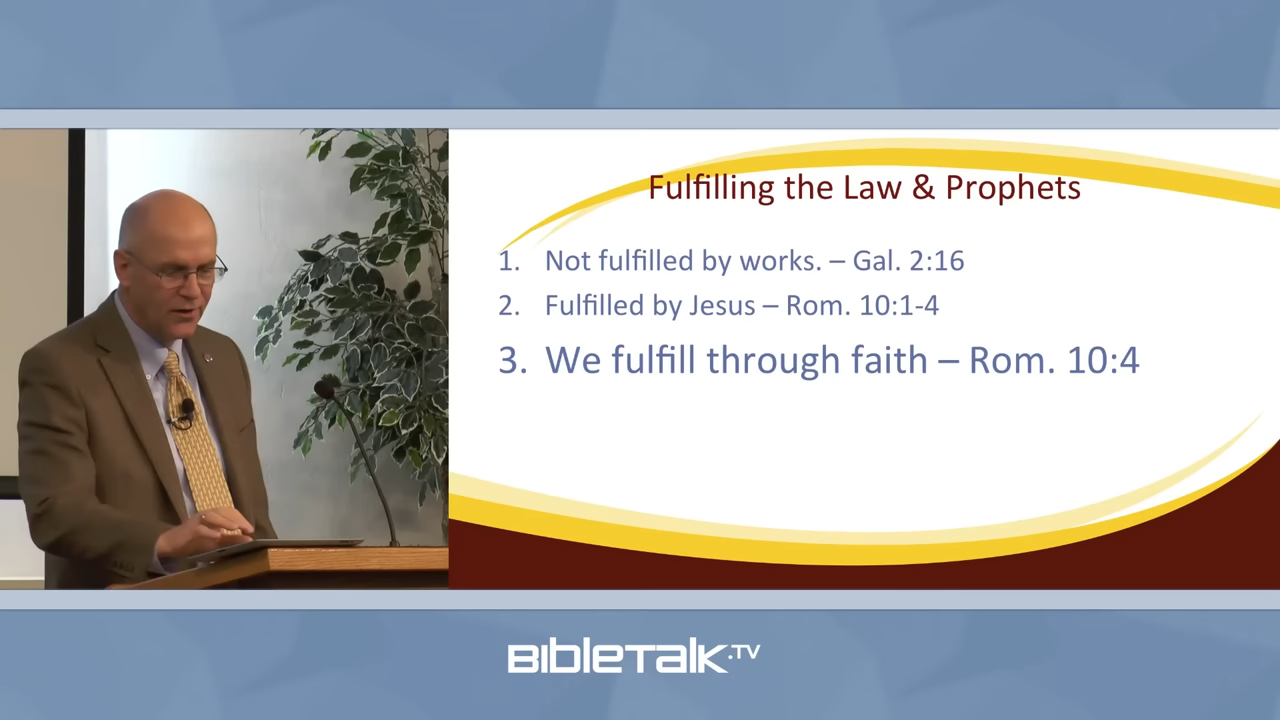 Fulfilling the Law & Prophets
1. Not fulfilled by works. – Gal. 2:16
2. Fulfilled by Jesus – Rom. 10:1-4
3. We fulfill through faith – Rom. 10:4
BIBLETALK.TV